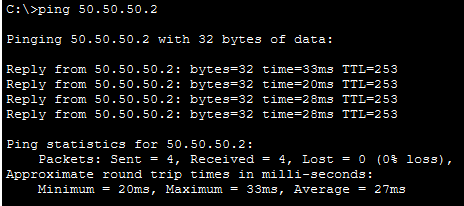 C:\>ping 50.50.50.2
Pinging 50.50.50.2 with 32 bytes of data:
Reply from 50.50.50.2: bytes=32 time=33ms TTL=253
Reply from 50.50.50.2: bytes=32 time=20ms TTL=253
Reply from 50.50.50.2: bytes=32 time=28ms TTL=253
Reply from 50.50.50.2: bytes=32 time=28ms TTL=253
Ping statistics for 50.50.50.2:
    Packets: Sent = 4, Received = 4, Lost = 0 (0% loss),
Approximate round trip times in milli-seconds:
    Minimum = 20ms, Maximum = 33ms, Average = 27ms